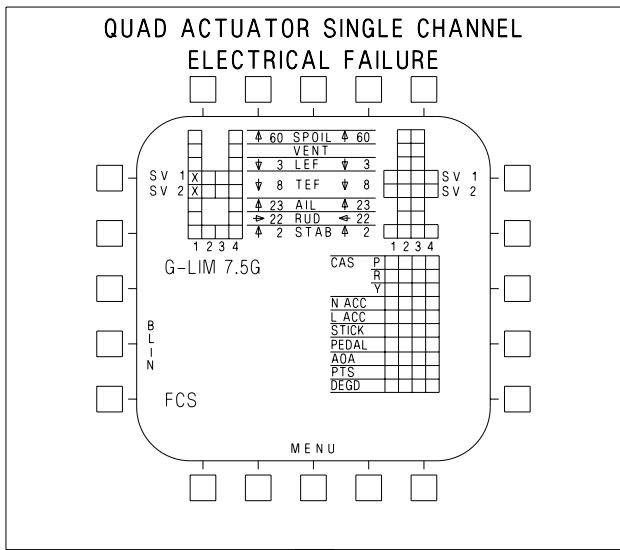 QUAD ACTUATOR SINGLE CHANNEL
ELECTRICAL FAILURE
60 SPOIL 60
VENT
3 LEF 3
SV 1 X 8 TEF 8 SV 1
SV 2 X SV 2
23 AIL 23
22 RUD 22
2 STAB 2
1 2 3 4 1 2 3 4
G-LIM 7.5G
CAS P
R
Y
N ACC
L ACC
STICK
PEDAL
AOA
PTS
DEGD
BLIN
FCS
MENU